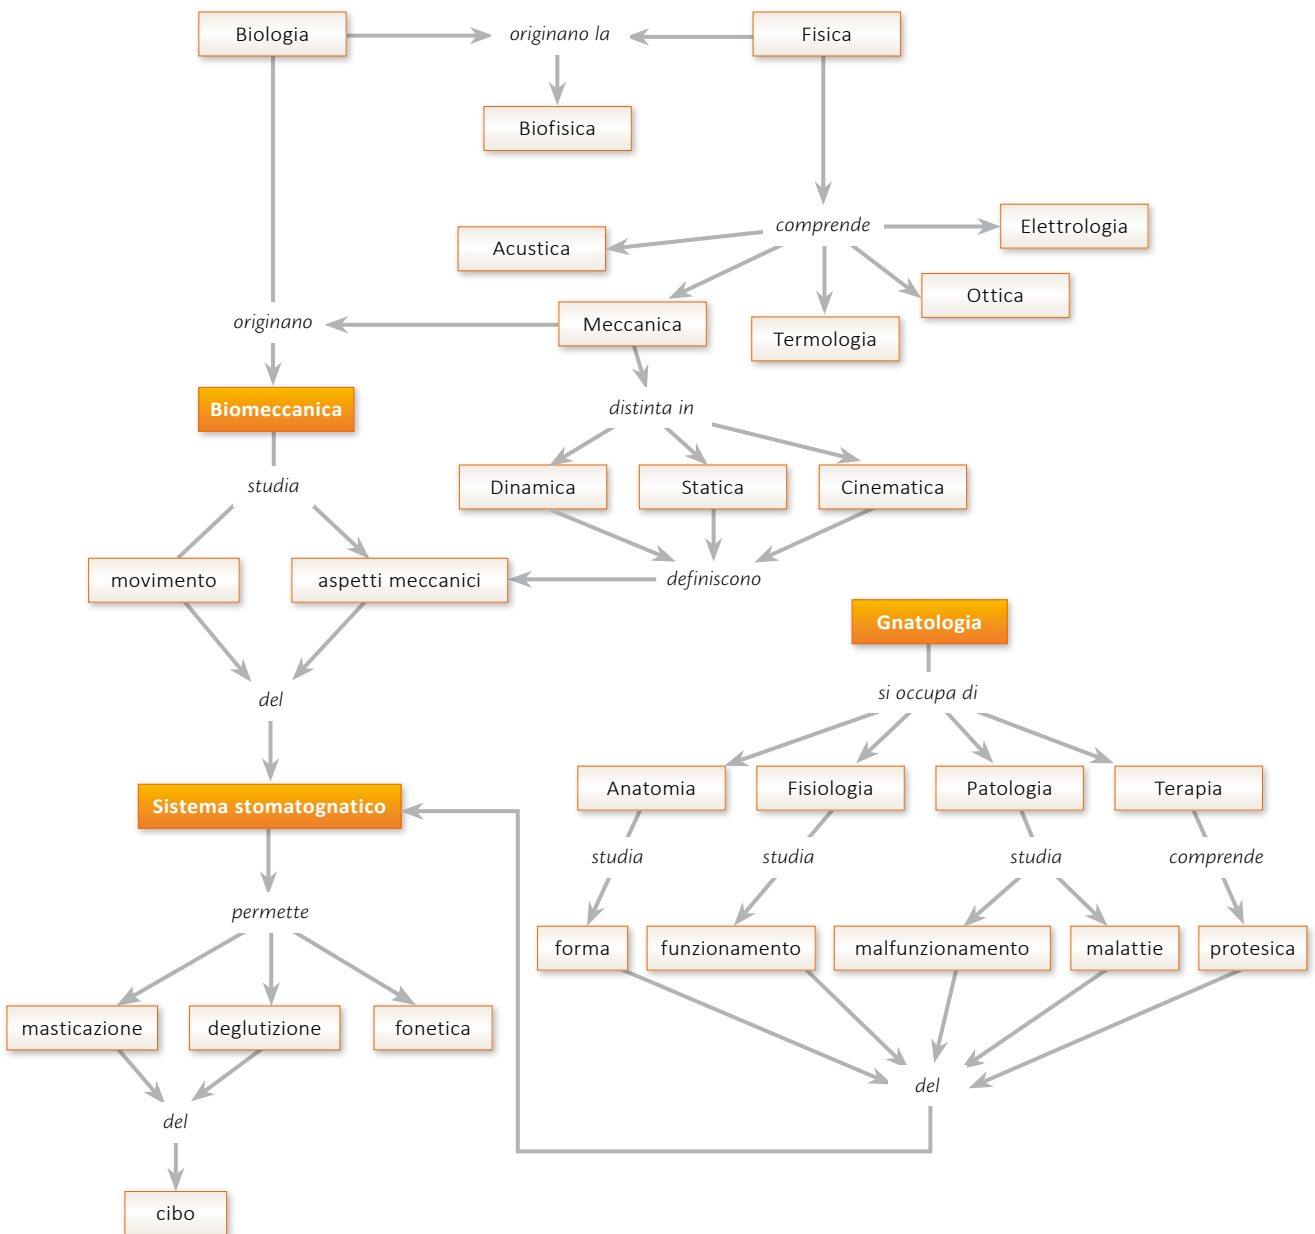 Biologia
originano la
Fisica
Biofisica
comprende
Elettrologia
Acustica
Ottica
originano
Meccanica
Termologia
Biomeccanica
distinta in
studia
Dinamica
Statica
Cinematica
movimento
aspetti meccanici
definiscono
Gnatologia
del
si occupa di
Sistema stomatognatico
Anatomia
Fisiologia
Patologia
Terapia
studia
studia
studia
comprende
permette
forma
funzionamento
malfunzionamento
malattie
protesica
masticazione
deglutizione
fonetica
del
del
cibo